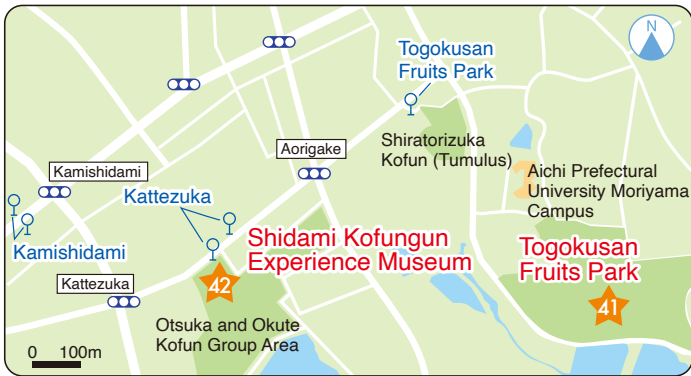 N
Togokusan
Fruits Park
Aorigake
Shiratorizuka
Kofun (Tumulus)
Kamishidami
Aichi Prefectural
University Moriyama
Campus
Kattezuka
Kamishidami
Shidami Kofungun
Experience Museum
Togokusan
Fruits Park
Kattezuka
42
41
Otsuka and Okute
Kofun Group Area
0 100m